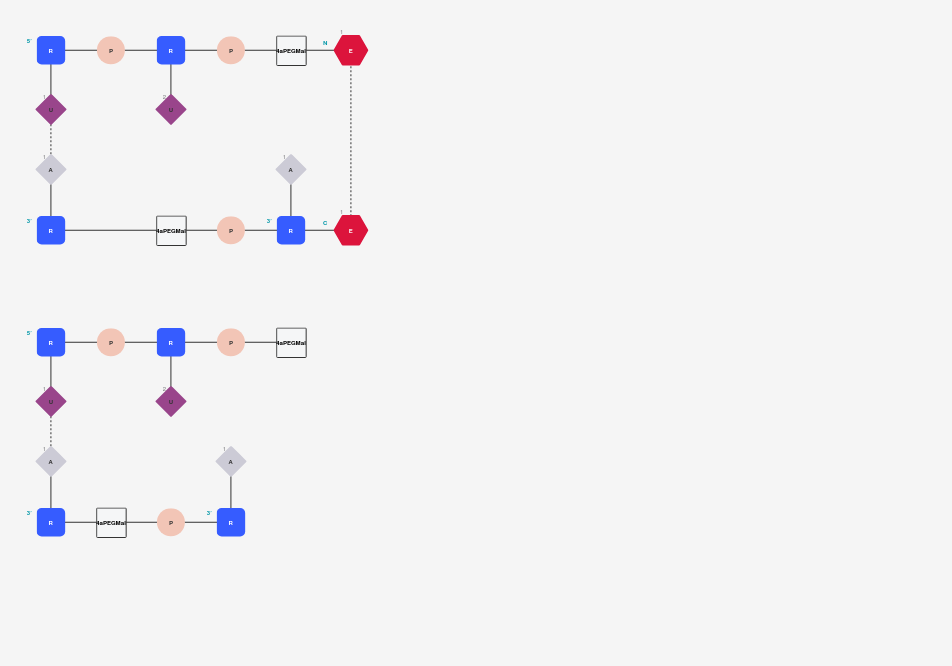 5' R P R P HaPEGMal N 1 E
1 U 2 U
1 A 1 A
3' R HaPEGMal P 3' R C 1 E
5' R P R P HaPEGMal
1 U 2 U
1 A 1 A
3' R HaPEGMal P 3' R